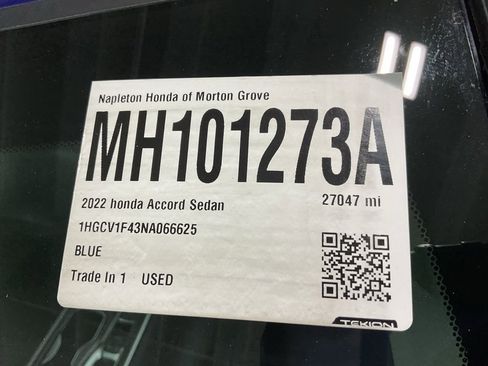 Napleton Honda of Morton Grove
MH101273A
2022 honda Accord Sedan 27047 mi
1HGCV1F43NA066625
BLUE
Trade In 1 USED
TEKION